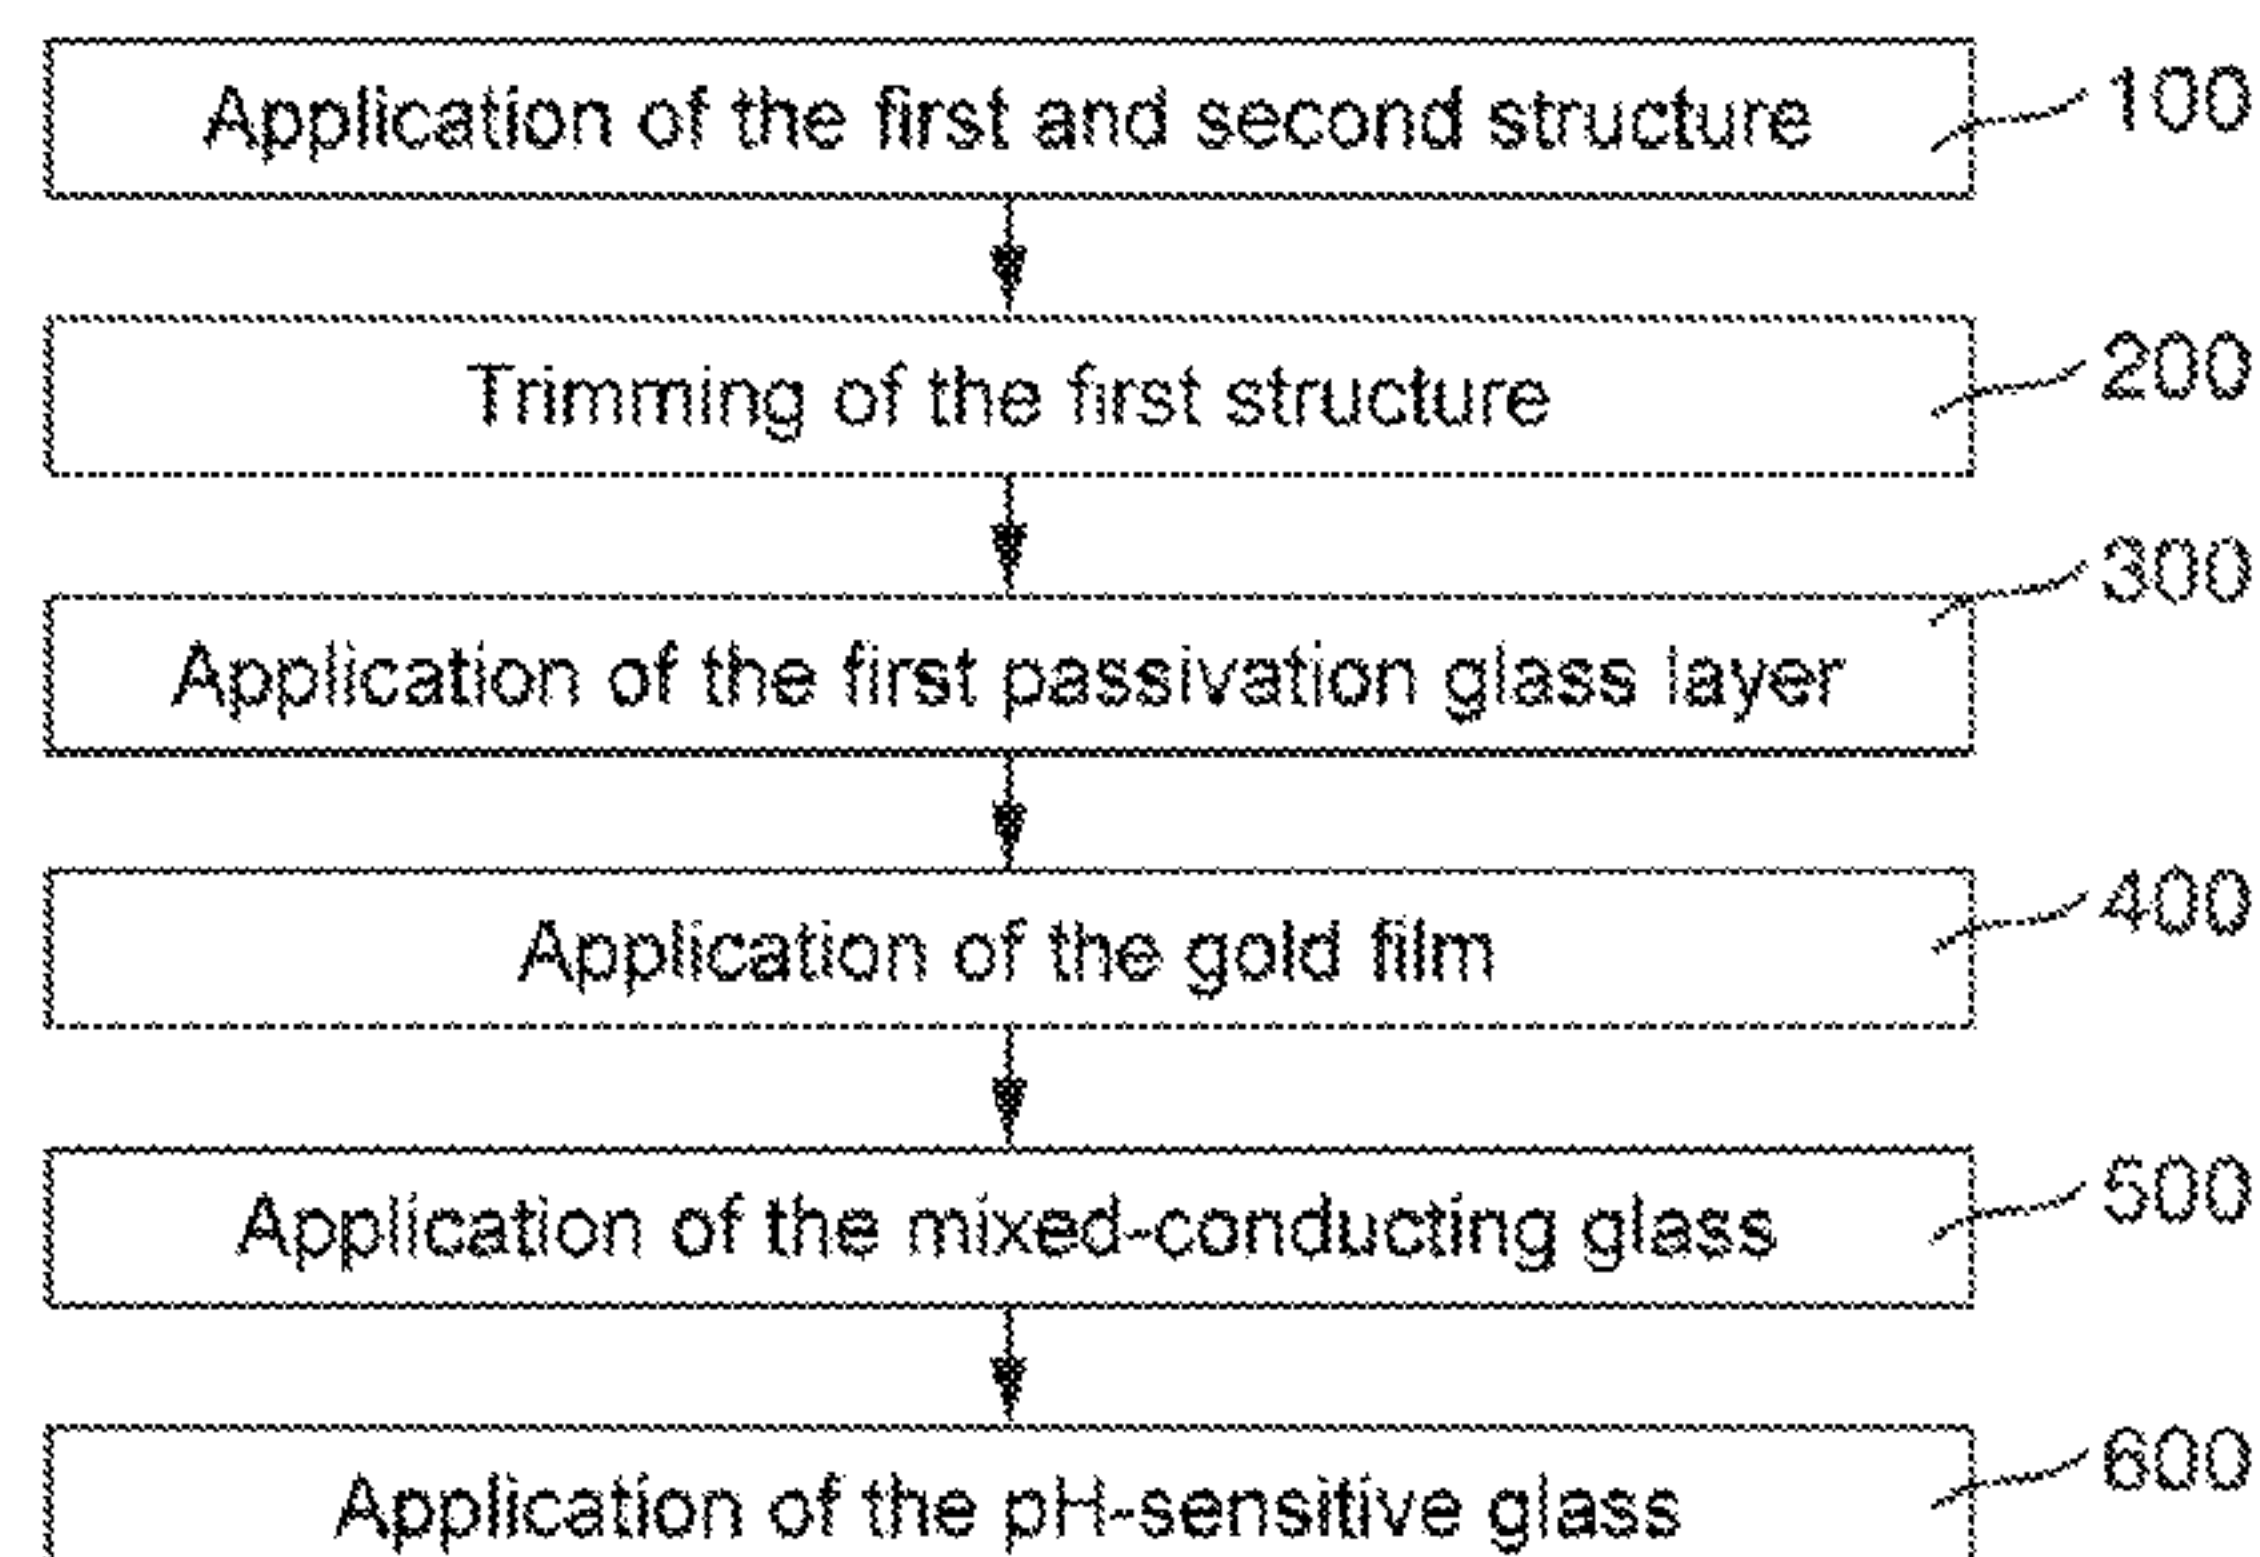 Application of the first and second structure 100
Trimming of the first structure 200
300
Application of the first passivation glass layer
Application of the gold film 400
Application of the mixed-conducting glass 500
Application of the pH-sensitive glass 600